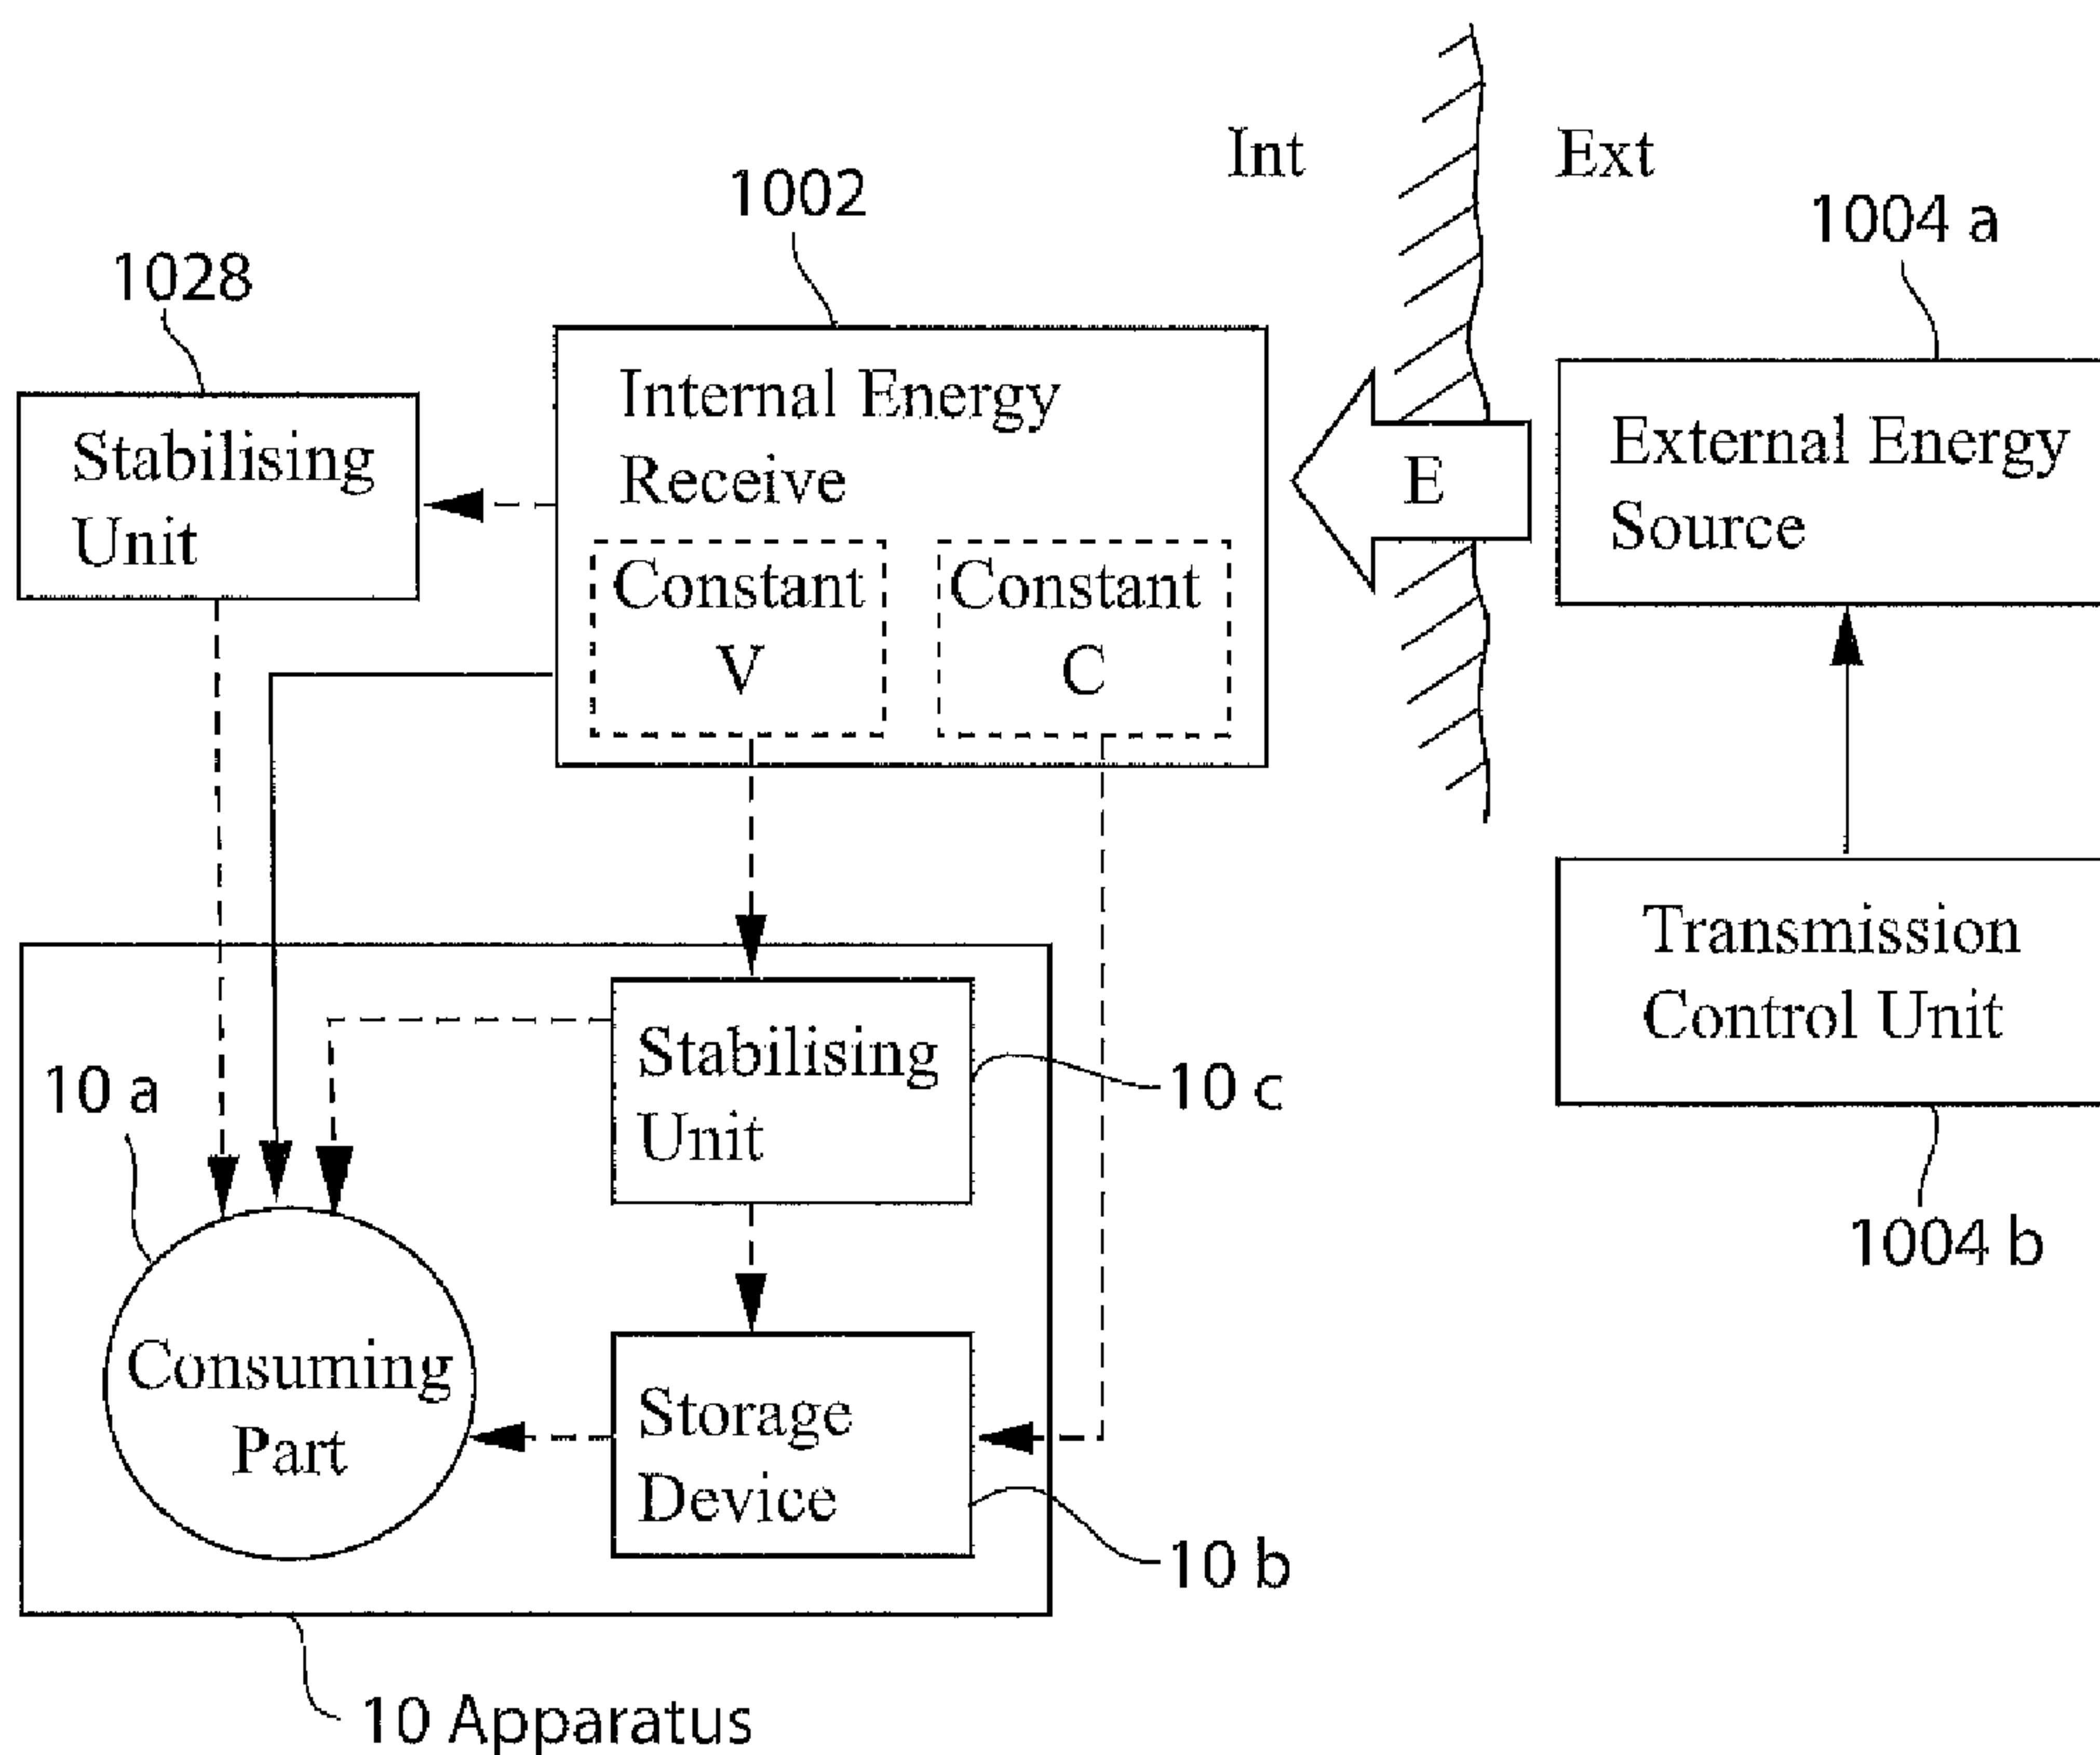 Int
Ext
1002
1004 a
1028
Internal Energy
Receive
Stabilising
Unit
E
External Energy
Source
Constant
V
Constant
C
Transmission
Control Unit
10 a
Stabilising
Unit
10 c
1004 b
Consuming
Part
Storage
Device
10 b
10 Apparatus